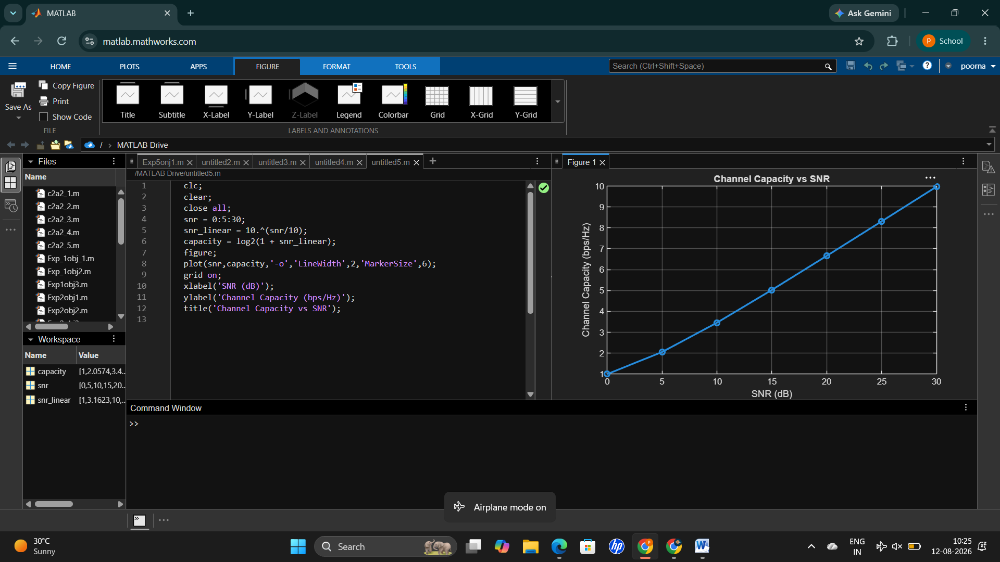 MATLAB
Ask Gemini
matlab.mathworks.com
P School
HOME PLOTS APPS FIGURE FORMAT TOOLS
Search (Ctrl+Shift+Space)
? poorna
Save As
Copy Figure
Print
Show Code
FILE
Title Subtitle X-Label Y-Label Z-Label Legend Colorbar Grid X-Grid Y-Grid
LABELS AND ANNOTATIONS
/ › MATLAB Drive
Files
Name
c2a2_1.m
c2a2_2.m
c2a2_3.m
c2a2_4.m
c2a2_5.m
Exp_1obj_1.m
Exp_1obj2.m
Exp1obj3.m
Exp2obj1.m
Exp2obj2.m
Workspace
Name Value
capacity [1,2.0574,3.4..
snr [0,5,10,15,20..
snr_linear [1,3.1623,10,..
Exp5onj1.m untitled2.m untitled3.m untitled4.m untitled5.m
/MATLAB Drive/untitled5.m
1 clc;
2 clear;
3 close all;
4 snr = 0:5:30;
5 snr_linear = 10.^(snr/10);
6 capacity = log2(1 + snr_linear);
7 figure;
8 plot(snr,capacity,'-o','LineWidth',2,'MarkerSize',6);
9 grid on;
10 xlabel('SNR (dB)');
11 ylabel('Channel Capacity (bps/Hz)');
12 title('Channel Capacity vs SNR');
13
Figure 1
Channel Capacity vs SNR
Channel Capacity (bps/Hz)
10
9
8
7
6
5
4
3
2
1
0 5 10 15 20 25 30
SNR (dB)
Command Window
>>
Airplane mode on
30°C
Sunny
Search
hp
W
ENG
IN
10:25
12-08-2026